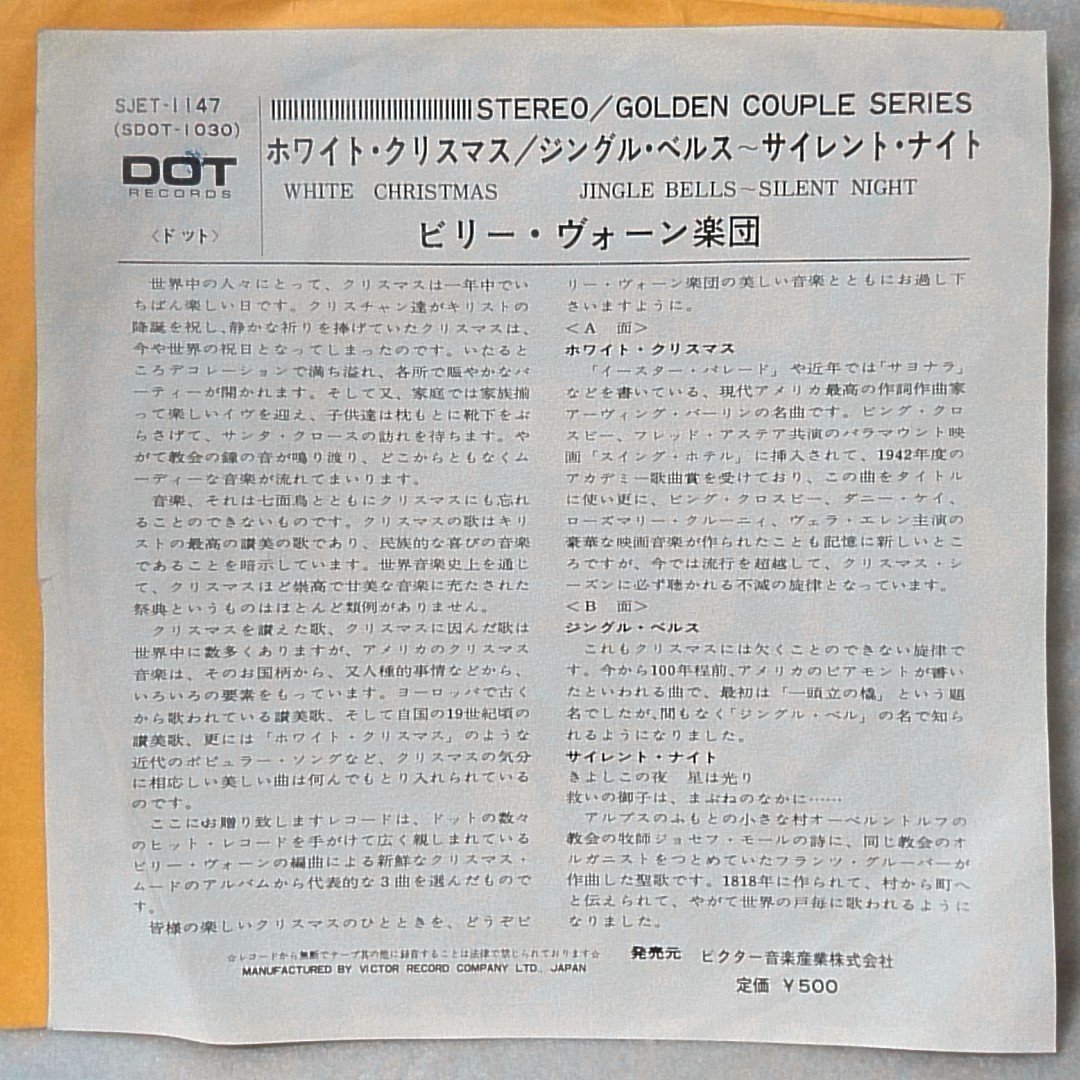 SJET-1147
(SDOT-1030)
DOT
RECORDS
〈ドット〉
STEREO/GOLDEN COUPLE SERIES
ホワイト・クリスマス/ジングル・ベルス~サイレント・ナイト
WHITE CHRISTMAS JINGLE BELLS~SILENT NIGHT
ビリー・ヴォーン楽団
世界中の人々にとって、クリスマスは一年中でい
ちばん楽しい日です。クリスチャン達がキリストの
降誕を祝し、静かな祈りを捧げていたクリスマスは、
今や世界の祝日となってしまったのです。いたると
ころデコレーションで満ち溢れ、各所で賑やかなパ
ーティーが開かれます。そして又、家庭では家族揃
って楽しいイヴを迎え、子供達は枕もとに靴下をぶ
らさげて、サンタ・クロースの訪れを待ちます。や
がて教会の鐘の音が鳴り渡り、どこからともなくム
ーディーな音楽が流れてまいります。
音楽、それは七面鳥とともにクリスマスにも忘れ
ることのできないものです。クリスマスの歌はキリ
ストの最高の讃美の歌であり、民族的な喜びの音楽
であることを暗示しています。世界音楽史上を通じ
て、クリスマスほど崇高で甘美な音楽に充たされた
祭典というものはほとんど類例がありません。
クリスマスを讃えた歌、クリスマスに因んだ歌は
世界中に数多くありますが、アメリカのクリスマス
音楽は、そのお国柄から、又人種的事情などから、
いろいろの要素をもっています。ヨーロッパで古く
から歌われている讃美歌、そして自国の19世紀頃の
讃美歌、更には「ホワイト・クリスマス」のような
近代のポピュラー・ソングなど、クリスマスの気分
に相応しい美しい曲は何んでもとり入れられている
のです。
ここにお贈り致しますレコードは、ドットの数々
のヒット・レコードを手がけて広く親しまれている
ビリー・ヴォーンの編曲による新鮮なクリスマス・
ムードのアルバムから代表的な3曲を選んだもので
す。
皆様の楽しいクリスマスのひとときを、どうぞビ
リー・ヴォーン楽団の美しい音楽とともにお過し下
さいますように。
<A 面>
ホワイト・クリスマス
「イースター・パレード」や近年では「サヨナラ」
などを書いている、現代アメリカ最高の作詞作曲家
アーヴィング・バーリンの名曲です。ビング・クロ
スビー、フレッド・アステア共演のパラマウント映
画「スイング・ホテル」に挿入されて、1942年度の
アカデミー歌曲賞を受けており、この曲をタイトル
に使い更に、ビング・クロスビー、ダニー・ケイ、
ローズマリー・クルーニィ、ヴェラ・エレン主演の
豪華な映画音楽が作られたことも記憶に新しいとこ
ろですが、今では流行を超越して、クリスマス・シ
ーズンに必ず聴かれる不滅の旋律となっています。
<B 面>
ジングル・ベルス
これもクリスマスには欠くことのできない旋律で
す。今から100年程前、アメリカのピアモントが書い
たといわれる曲で、最初は「一頭立の橇」という題
名でしたが、間もなく「ジングル・ベル」の名で知ら
れるようになりました。
サイレント・ナイト
きよしこの夜 星は光り
救いの御子は、まぶねのなかに……
アルプスのふもとの小さな村オーベルントルフの
教会の牧師ジョセフ・モールの詩に、同じ教会のオ
ルガニストをつとめていたフランツ・グルーバーが
作曲した聖歌です。1818年に作られて、村から町へ
と伝えられて、やがて世界の戸毎に歌われるように
なりました。
☆レコードから無断でテープ其の他に録音することは法律で禁じられております☆
MANUFACTURED BY VICTOR RECORD COMPANY LTD., JAPAN
発売元 ビクター音楽産業株式会社
定価 ¥500